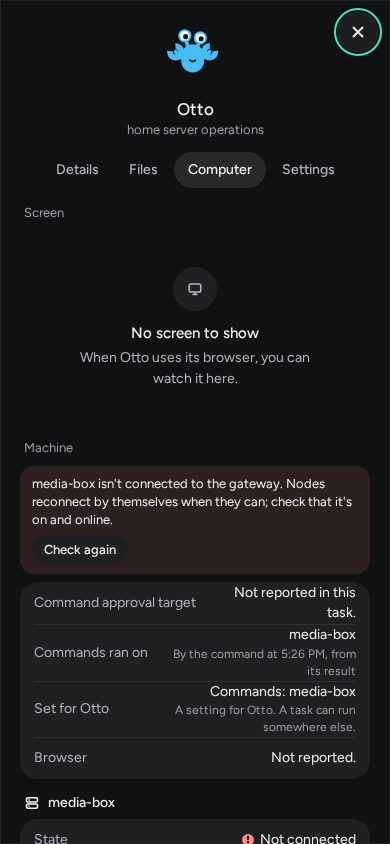 Otto
home server operations
Details Files Computer Settings
Screen
No screen to show
When Otto uses its browser, you can
watch it here.
Machine
media-box isn't connected to the gateway. Nodes
reconnect by themselves when they can; check that it's
on and online.
Check again
Command approval target Not reported in this
task.
Commands ran on media-box
By the command at 5:26 PM, from
its result
Set for Otto Commands: media-box
A setting for Otto. A task can run
somewhere else.
Browser Not reported.
media-box
State Not connected